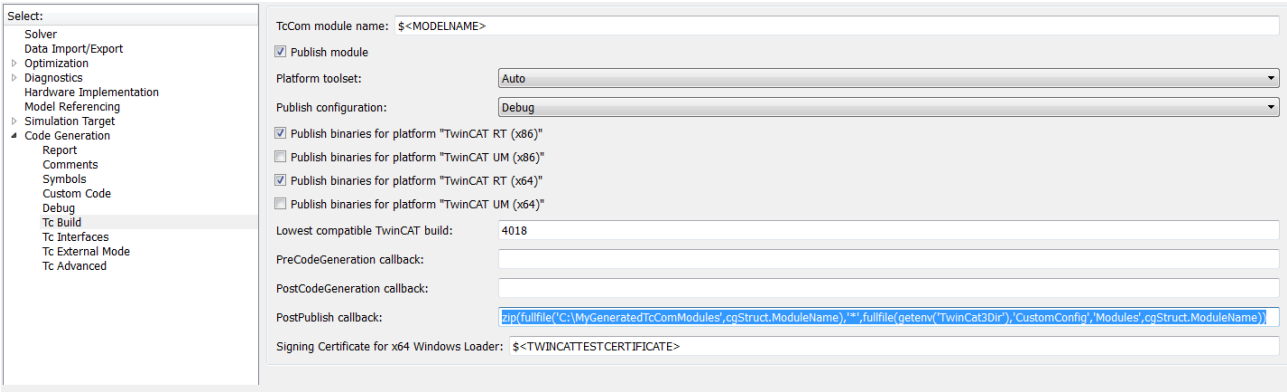 Select:
Solver
Data Import/Export
Optimization
Diagnostics
Hardware Implementation
Model Referencing
Simulation Target
Code Generation
Report
Comments
Symbols
Custom Code
Debug
Tc Build
Tc Interfaces
Tc External Mode
Tc Advanced
TcCom module name: $<MODELNAME>
Publish module
Platform toolset: Auto
Publish configuration: Debug
Publish binaries for platform "TwinCAT RT (x86)"
Publish binaries for platform "TwinCAT UM (x86)"
Publish binaries for platform "TwinCAT RT (x64)"
Publish binaries for platform "TwinCAT UM (x64)"
Lowest compatible TwinCAT build: 4018
PreCodeGeneration callback:
PostCodeGeneration callback:
PostPublish callback: zip(fullfile('C:\MyGeneratedTcComModules',cgStruct.ModuleName),'*',fullfile(getenv('TwinCat3Dir'),'CustomConfig','Modules',cgStruct.ModuleName))
Signing Certificate for x64 Windows Loader: $<TWINCATTESTCERTIFICATE>